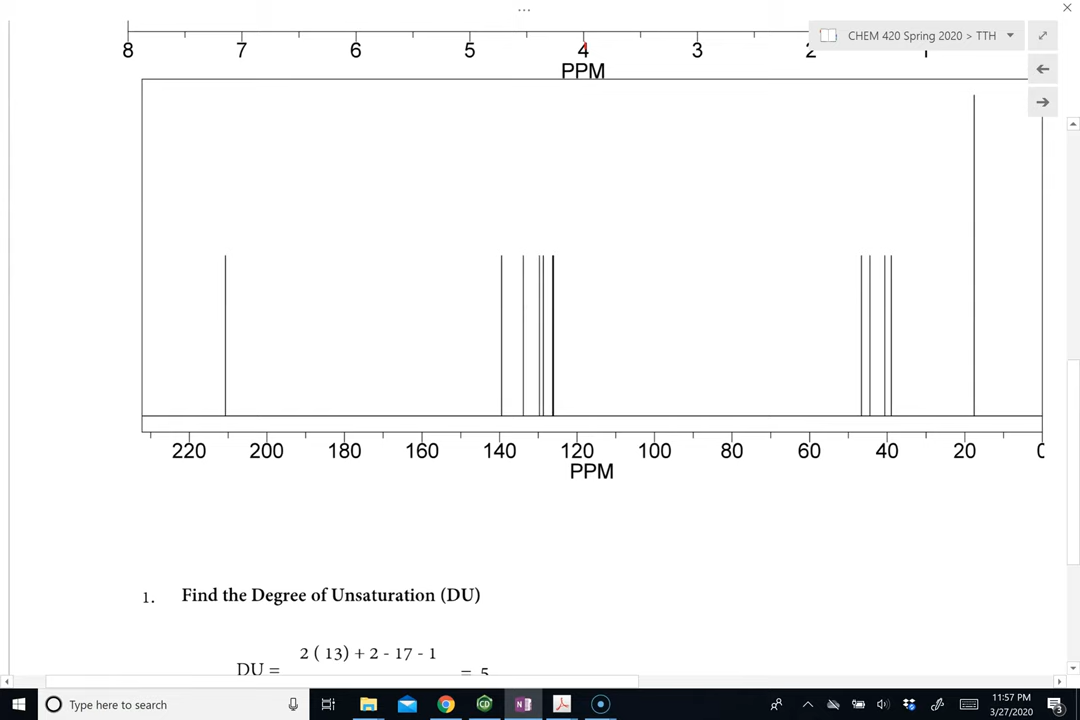 ...
CHEM 420 Spring 2020 > TTH
8 7 6 5 4 3 2 1
PPM
220 200 180 160 140 120 100 80 60 40 20 0
PPM
1. Find the Degree of Unsaturation (DU)
2 ( 13) + 2 - 17 - 1
DU = = 5
Type here to search
11:57 PM
3/27/2020
3